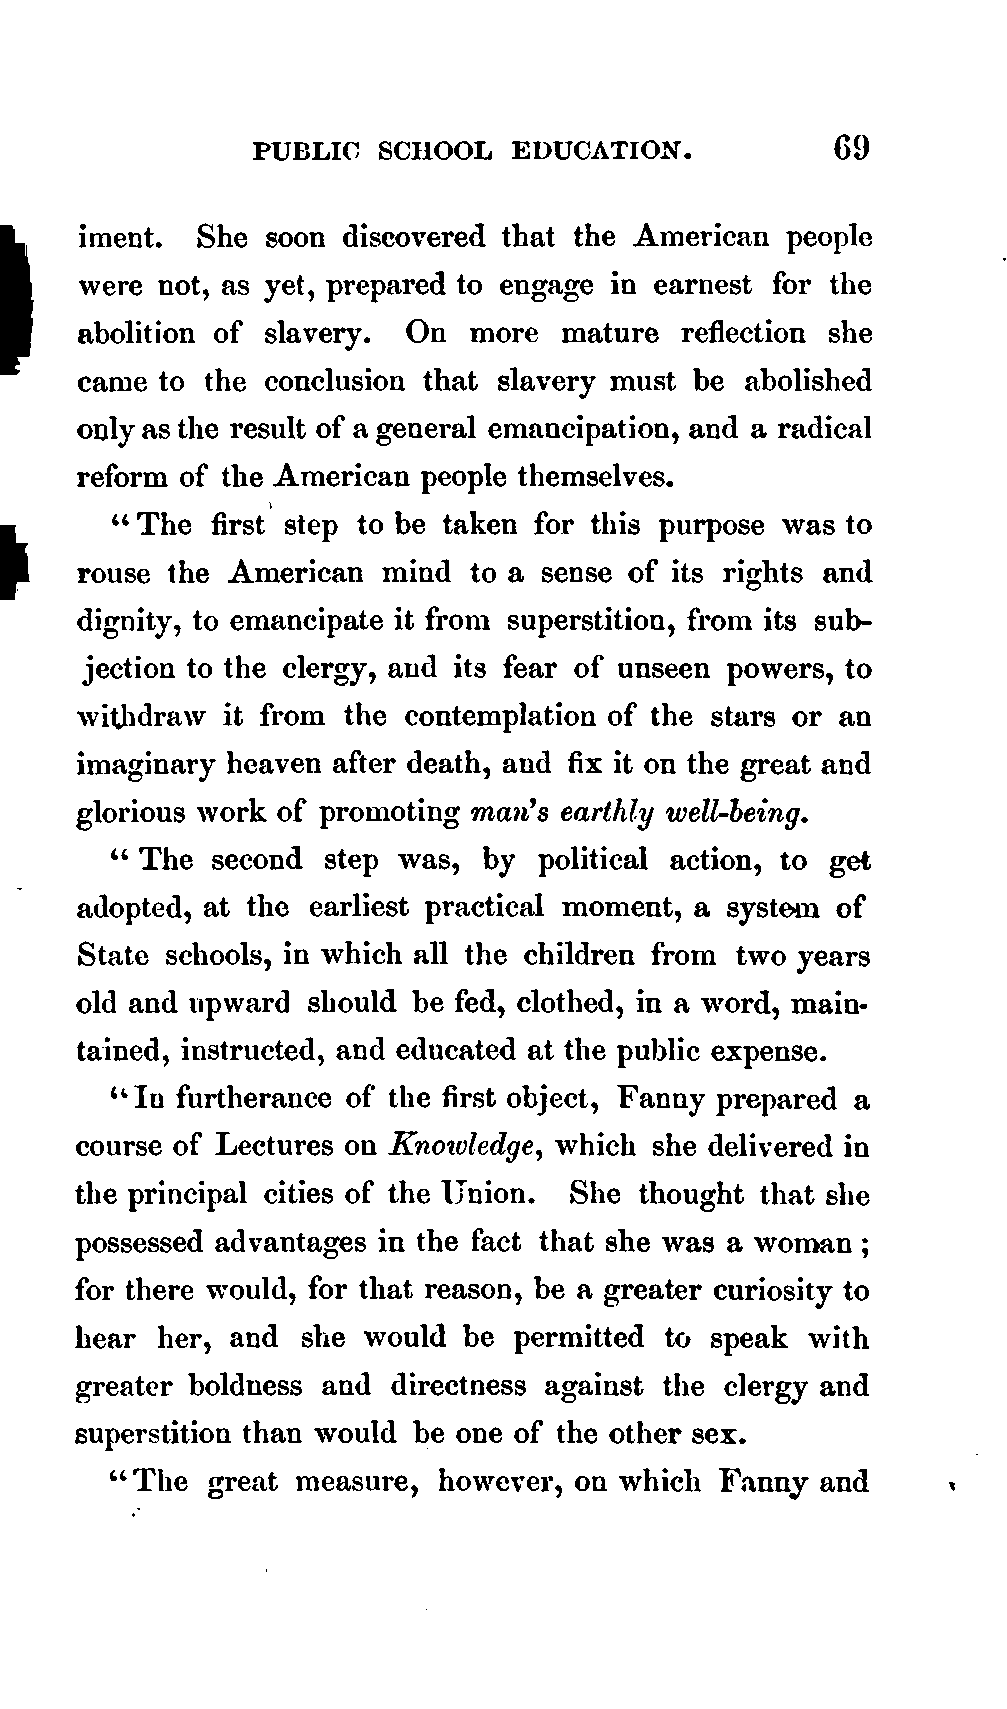 PUBLIC SCHOOL EDUCATION. 69
iment. She soon discovered that the American people
were not, as yet, prepared to engage in earnest for the
abolition of slavery. On more mature reflection she
came to the conclusion that slavery must be abolished
only as the result of a general emancipation, and a radical
reform of the American people themselves.
“The first step to be taken for this purpose was to
rouse the American mind to a sense of its rights and
dignity, to emancipate it from superstition, from its sub-
jection to the clergy, and its fear of unseen powers, to
withdraw it from the contemplation of the stars or an
imaginary heaven after death, and fix it on the great and
glorious work of promoting man’s earthly well-being.
“The second step was, by political action, to get
adopted, at the earliest practical moment, a system of
State schools, in which all the children from two years
old and upward should be fed, clothed, in a word, main-
tained, instructed, and educated at the public expense.
“In furtherance of the first object, Fanny prepared a
course of Lectures on Knowledge, which she delivered in
the principal cities of the Union. She thought that she
possessed advantages in the fact that she was a woman;
for there would, for that reason, be a greater curiosity to
hear her, and she would be permitted to speak with
greater boldness and directness against the clergy and
superstition than would be one of the other sex.
“The great measure, however, on which Fanny and